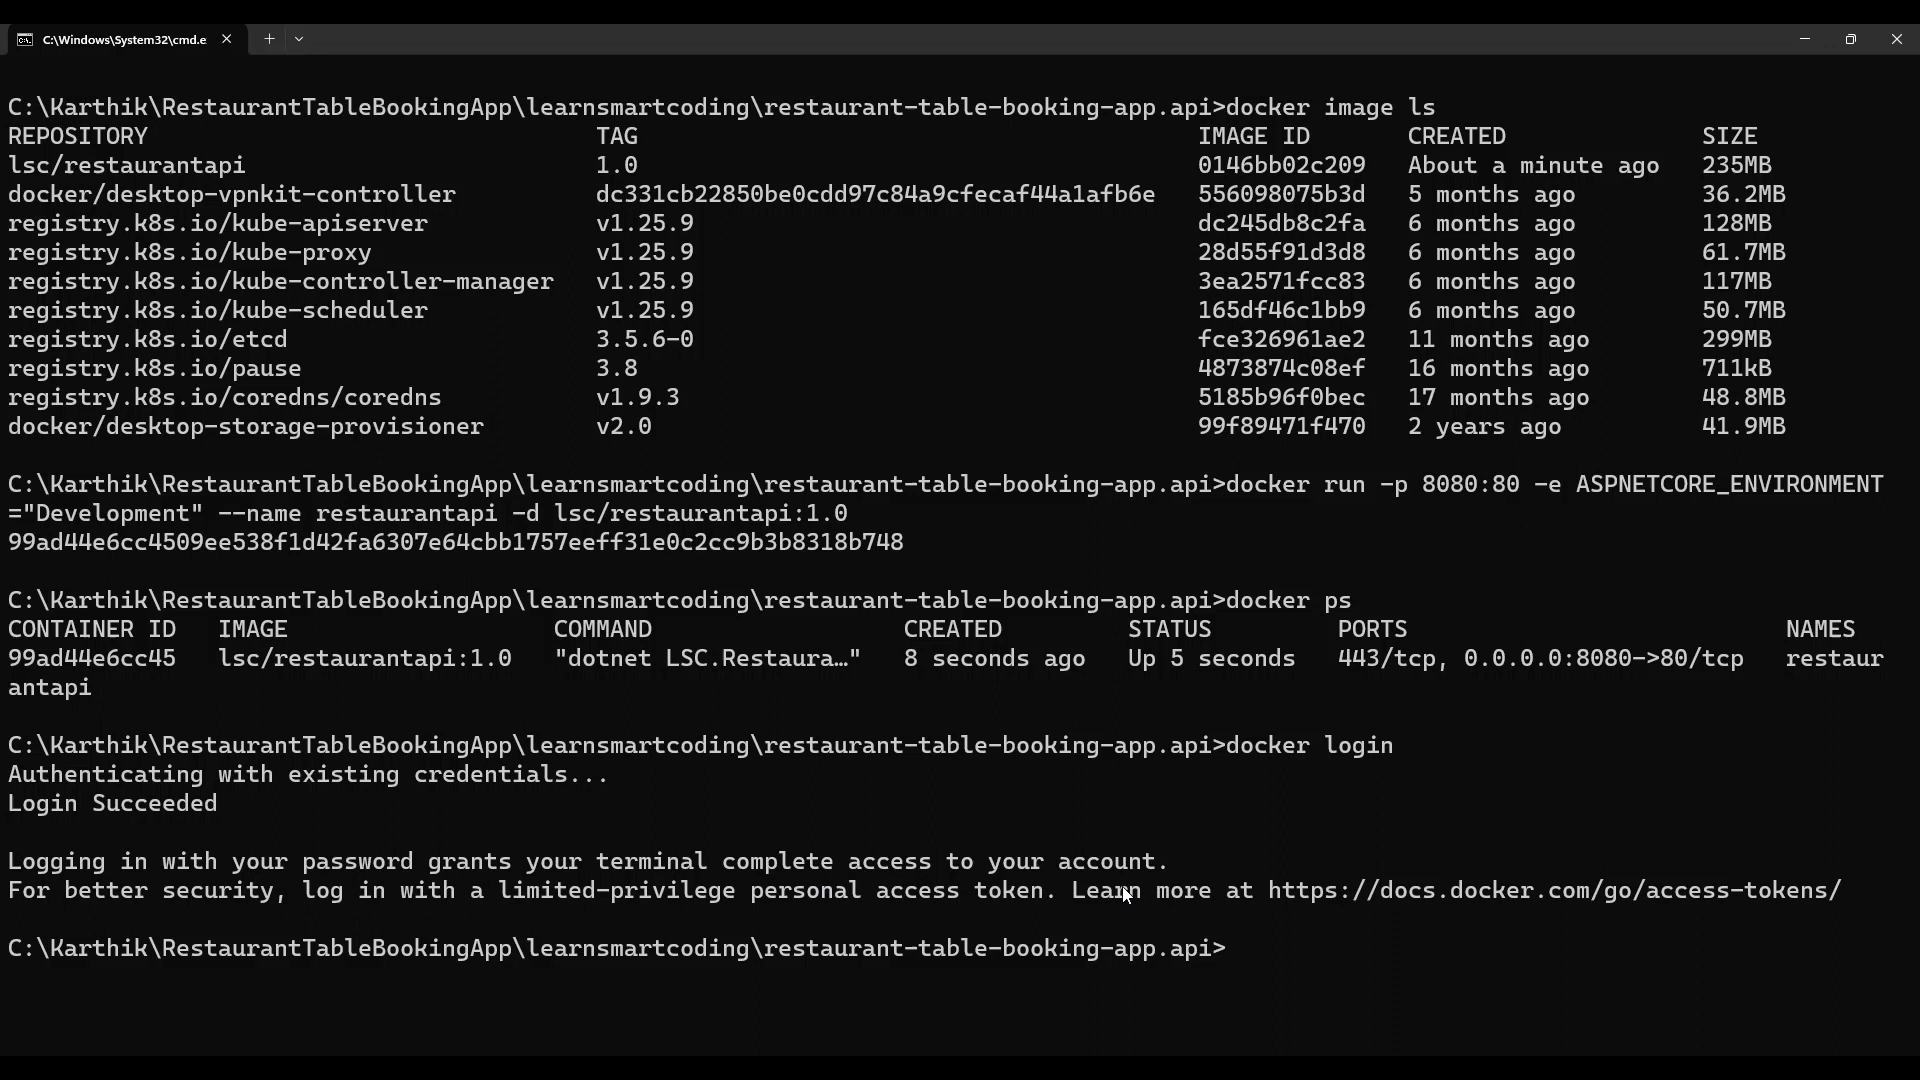 C:\Windows\System32\cmd.e
C:\Karthik\RestaurantTableBookingApp\learnsmartcoding\restaurant-table-booking-app.api>docker image ls
REPOSITORY TAG IMAGE ID CREATED SIZE
lsc/restaurantapi 1.0 0146bb02c209 About a minute ago 235MB
docker/desktop-vpnkit-controller dc331cb22850be0cdd97c84a9cfecaf44a1afb6e 556098075b3d 5 months ago 36.2MB
registry.k8s.io/kube-apiserver v1.25.9 dc245db8c2fa 6 months ago 128MB
registry.k8s.io/kube-proxy v1.25.9 28d55f91d3d8 6 months ago 61.7MB
registry.k8s.io/kube-controller-manager v1.25.9 3ea2571fcc83 6 months ago 117MB
registry.k8s.io/kube-scheduler v1.25.9 165df46c1bb9 6 months ago 50.7MB
registry.k8s.io/etcd 3.5.6-0 fce326961ae2 11 months ago 299MB
registry.k8s.io/pause 3.8 4873874c08ef 16 months ago 711kB
registry.k8s.io/coredns/coredns v1.9.3 5185b96f0bec 17 months ago 48.8MB
docker/desktop-storage-provisioner v2.0 99f89471f470 2 years ago 41.9MB
C:\Karthik\RestaurantTableBookingApp\learnsmartcoding\restaurant-table-booking-app.api>docker run -p 8080:80 -e ASPNETCORE_ENVIRONMENT
="Development" --name restaurantapi -d lsc/restaurantapi:1.0
99ad44e6cc4509ee538f1d42fa6307e64cbb1757eeff31e0c2cc9b3b8318b748
C:\Karthik\RestaurantTableBookingApp\learnsmartcoding\restaurant-table-booking-app.api>docker ps
CONTAINER ID IMAGE COMMAND CREATED STATUS PORTS NAMES
99ad44e6cc45 lsc/restaurantapi:1.0 "dotnet LSC.Restaura…" 8 seconds ago Up 5 seconds 443/tcp, 0.0.0.0:8080->80/tcp restaur
antapi
C:\Karthik\RestaurantTableBookingApp\learnsmartcoding\restaurant-table-booking-app.api>docker login
Authenticating with existing credentials...
Login Succeeded
Logging in with your password grants your terminal complete access to your account.
For better security, log in with a limited-privilege personal access token. Learn more at https://docs.docker.com/go/access-tokens/
C:\Karthik\RestaurantTableBookingApp\learnsmartcoding\restaurant-table-booking-app.api>